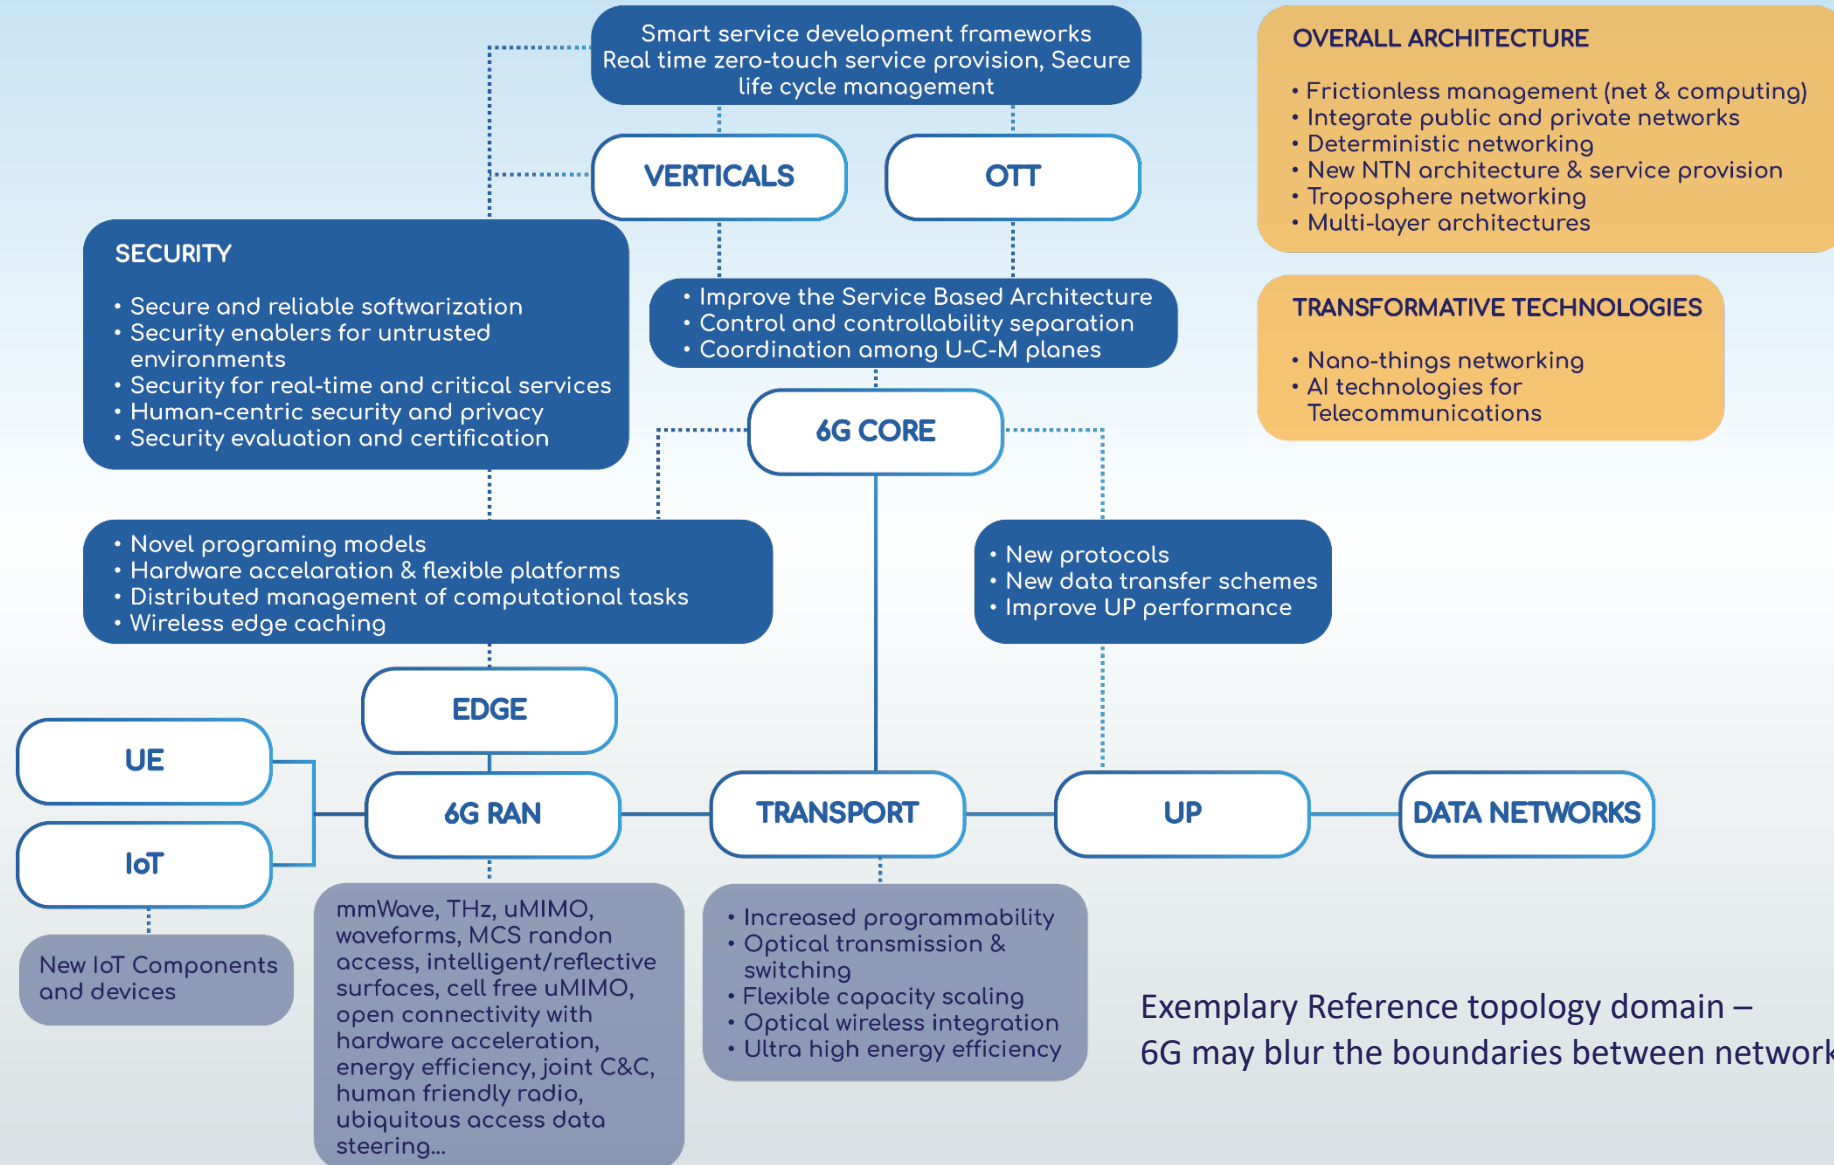 Smart service development frameworks
Real time zero-touch service provision, Secure
life cycle management
OVERALL ARCHITECTURE
• Frictionless management (net & computing)
• Integrate public and private networks
• Deterministic networking
• New NTN architecture & service provision
• Troposphere networking
• Multi-layer architectures
VERTICALS
OTT
SECURITY
• Secure and reliable softwarization
• Security enablers for untrusted
environments
• Security for real-time and critical services
• Human-centric security and privacy
• Security evaluation and certification
• Improve the Service Based Architecture
• Control and controllability separation
• Coordination among U-C-M planes
TRANSFORMATIVE TECHNOLOGIES
• Nano-things networking
• AI technologies for
Telecommunications
6G CORE
• Novel programing models
• Hardware accelaration & flexible platforms
• Distributed management of computational tasks
• Wireless edge caching
• New protocols
• New data transfer schemes
• Improve UP performance
EDGE
UE
IoT
6G RAN
TRANSPORT
UP
DATA NETWORKS
New IoT Components
and devices
mmWave, THz, uMIMO,
waveforms, MCS randon
access, intelligent/reflective
surfaces, cell free uMIMO,
open connectivity with
hardware acceleration,
energy efficiency, joint C&C,
human friendly radio,
ubiquitous access data
steering...
• Increased programmability
• Optical transmission &
switching
• Flexible capacity scaling
• Optical wireless integration
• Ultra high energy efficiency
Exemplary Reference topology domain –
6G may blur the boundaries between network